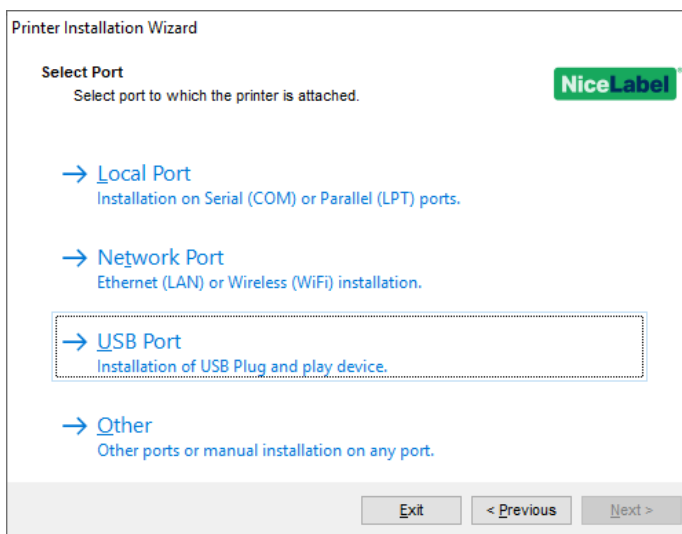 Printer Installation Wizard
Select Port
Select port to which the printer is attached.
NiceLabel
→ Local Port
Installation on Serial (COM) or Parallel (LPT) ports.
→ Network Port
Ethernet (LAN) or Wireless (WiFi) installation.
→ USB Port
Installation of USB Plug and play device.
→ Other
Other ports or manual installation on any port.
Exit < Previous Next >